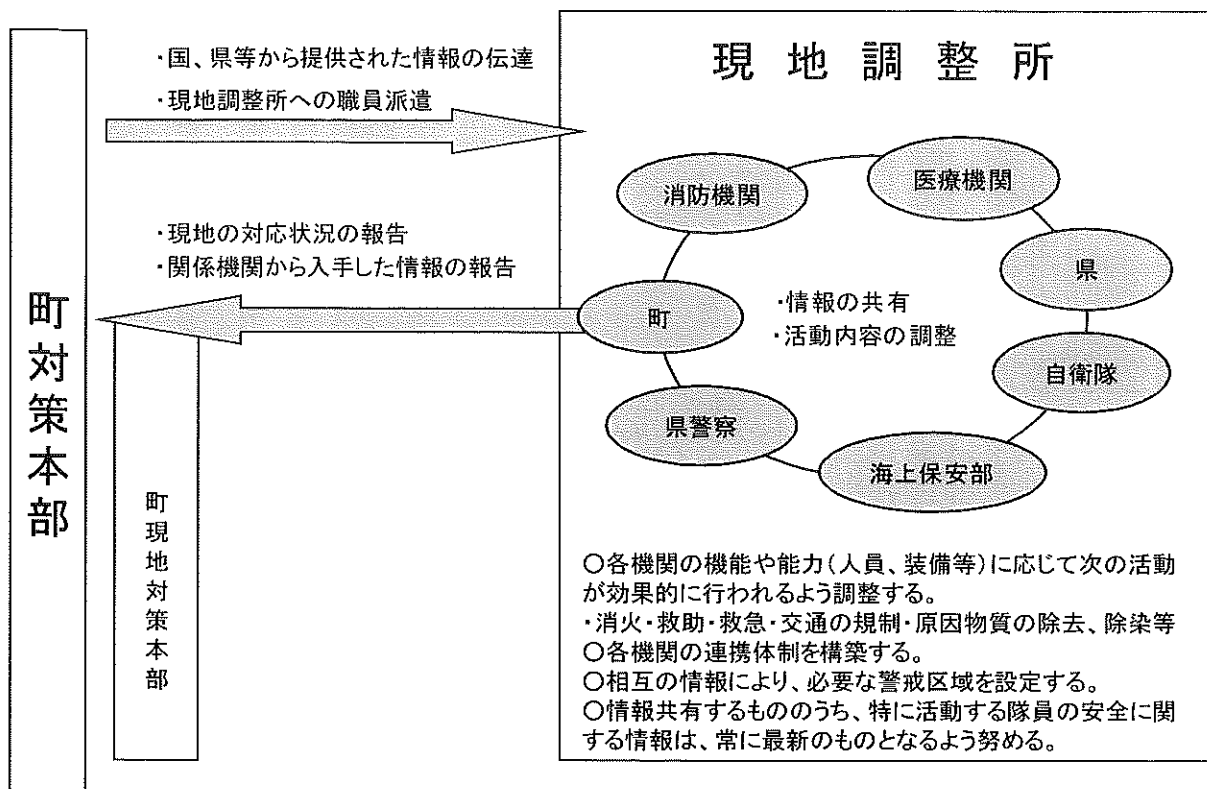 町対策本部
町現地対策本部
・国、県等から提供された情報の伝達
・現地調整所への職員派遣
・現地の対応状況の報告
・関係機関から入手した情報の報告
現地調整所
消防機関
医療機関
県
町
・情報の共有
・活動内容の調整
自衛隊
県警察
海上保安部
○各機関の機能や能力(人員、装備等)に応じて次の活動
が効果的に行われるよう調整する。
・消火・救助・救急・交通の規制・原因物質の除去、除染等
○各機関の連携体制を構築する。
○相互の情報により、必要な警戒区域を設定する。
○情報共有するもののうち、特に活動する隊員の安全に関
する情報は、常に最新のものとなるよう努める。